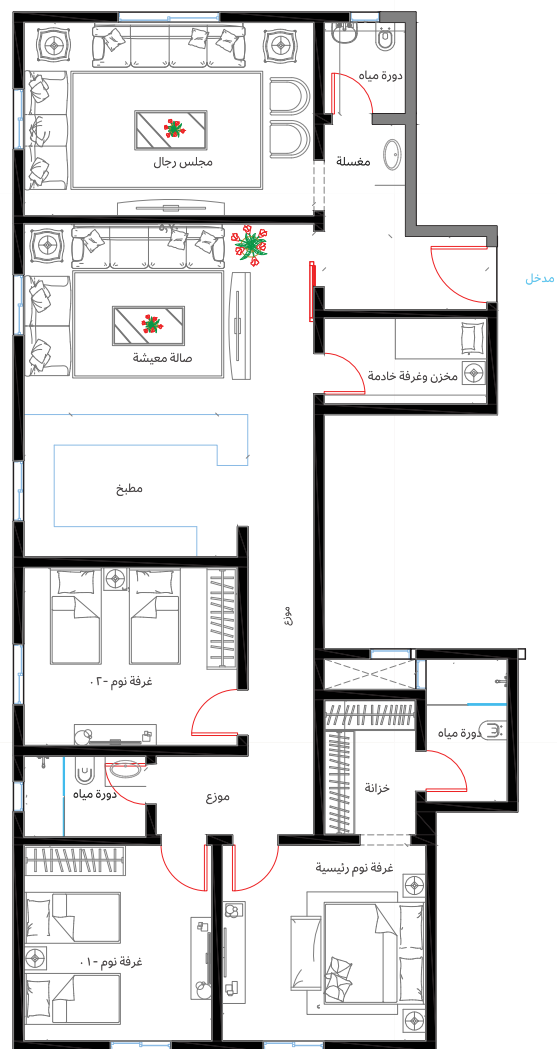 دورة مياه
مجلس رجال
مغسلة
مدخل
صالة معيشة
مخزن وغرفة خادمة
مطبخ
موزع
غرفة نوم -٠٢
دورة مياه
دورة مياه
موزع
خزانة
غرفة نوم رئيسية
غرفة نوم -٠١